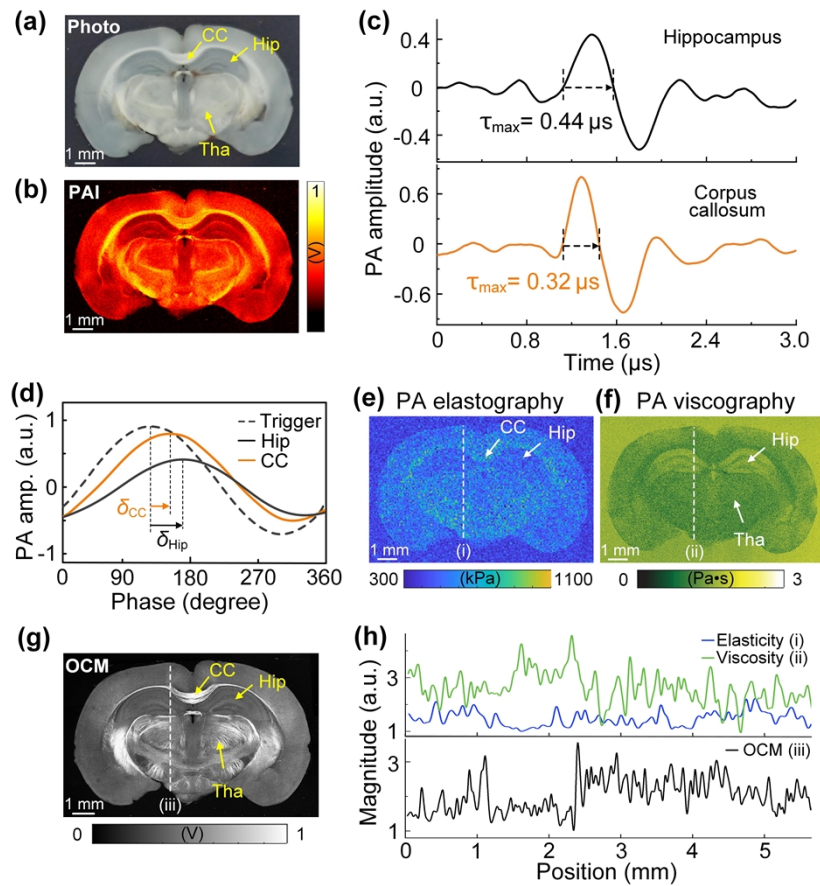 (a)
Photo
CC
Hip
Tha
1 mm
(b)
PAI
1
(V)
0
1 mm
(c)
Hippocampus
0.4
0
-0.4
τmax= 0.44 µs
PA amplitude (a.u.)
Corpus
callosum
0.6
0
-0.6
τmax= 0.32 µs
0 0.8 1.6 2.4 3.0
Time (µs)
(d)
PA amp. (a.u.)
1
0
-1
Trigger
Hip
CC
δCC
δHip
0 90 180 270 360
Phase (degree)
(e)
PA elastography
CC
Hip
1 mm
(i)
300 (kPa) 1100
(f)
PA viscography
Hip
Tha
1 mm
(ii)
0 (Pa•s) 3
(g)
OCM
CC
Hip
Tha
1 mm
(iii)
0 (V) 1
(h)
Magnitude (a.u.)
Elasticity (i)
Viscosity (ii)
3
1
OCM (iii)
3
1
0 1 2 3 4 5
Position (mm)